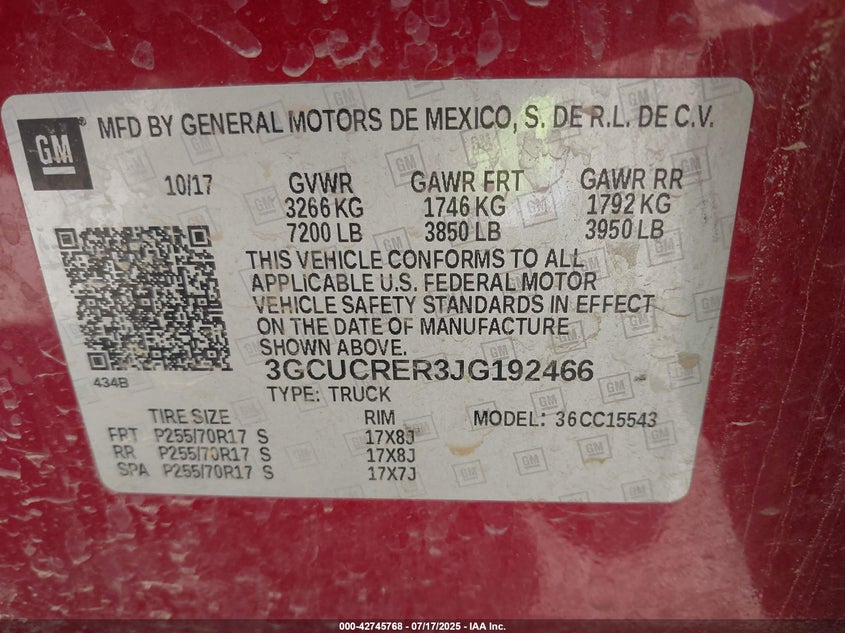 GM
MFD BY GENERAL MOTORS DE MEXICO, S. DE R.L. DE C.V.
10/17 GVWR GAWR FRT GAWR RR
3266 KG 1746 KG 1792 KG
7200 LB 3850 LB 3950 LB
THIS VEHICLE CONFORMS TO ALL
APPLICABLE U.S. FEDERAL MOTOR
VEHICLE SAFETY STANDARDS IN EFFECT
ON THE DATE OF MANUFACTURE
SHOWN ABOVE.
434B
3GCUCRER3JG192466
TYPE: TRUCK
TIRE SIZE RIM MODEL: 36CC15543
FPT P255/70R17 S 17X8J
RR P255/70R17 S 17X8J
SPA P255/70R17 S 17X7J
000-42745768 - 07/17/2025 - IAA Inc.